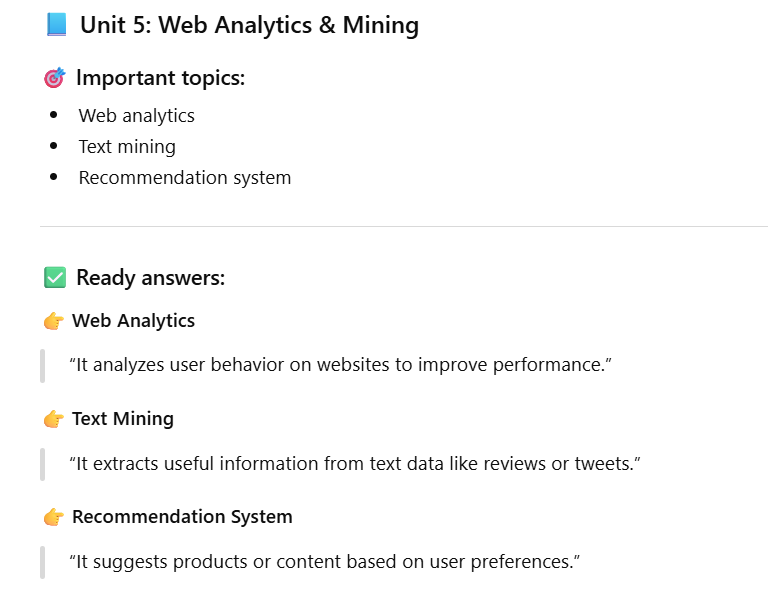 📘 Unit 5: Web Analytics & Mining
🎯 Important topics:
• Web analytics
• Text mining
• Recommendation system
✅ Ready answers:
👉 Web Analytics
“It analyzes user behavior on websites to improve performance.”
👉 Text Mining
“It extracts useful information from text data like reviews or tweets.”
👉 Recommendation System
“It suggests products or content based on user preferences.”